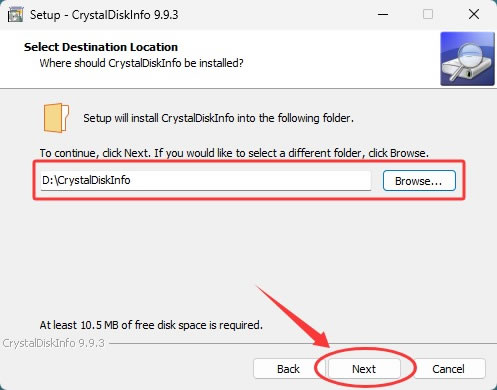 Setup - CrystalDiskInfo 9.9.3
Select Destination Location
Where should CrystalDiskInfo be installed?
Setup will install CrystalDiskInfo into the following folder.
To continue, click Next. If you would like to select a different folder, click Browse.
D:\CrystalDiskInfo
Browse...
At least 10.5 MB of free disk space is required.
CrystalDiskInfo 9.9.3
Back
Next
Cancel